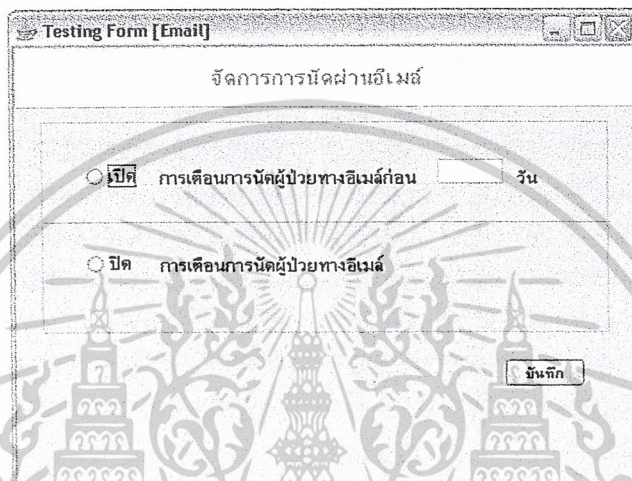 Testing Form [Email]
จัดการการนัดผ่านอีเมล์
เปิด การเตือนการนัดผู้ป่วยทางอีเมล์ก่อน วัน
ปิด การเตือนการนัดผู้ป่วยทางอีเมล์
บันทึก